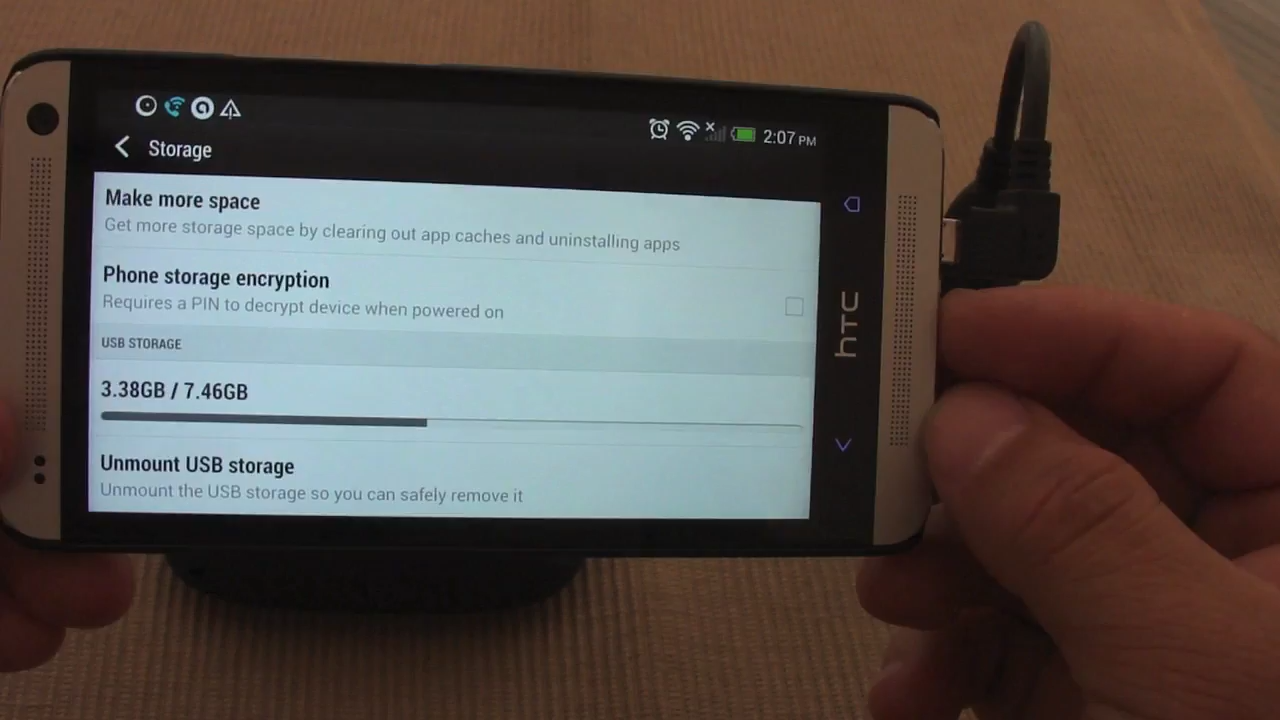 2:07 PM
Storage
Make more space
Get more storage space by clearing out app caches and uninstalling apps
Phone storage encryption
Requires a PIN to decrypt device when powered on
USB STORAGE
3.38GB / 7.46GB
Unmount USB storage
Unmount the USB storage so you can safely remove it
hTC